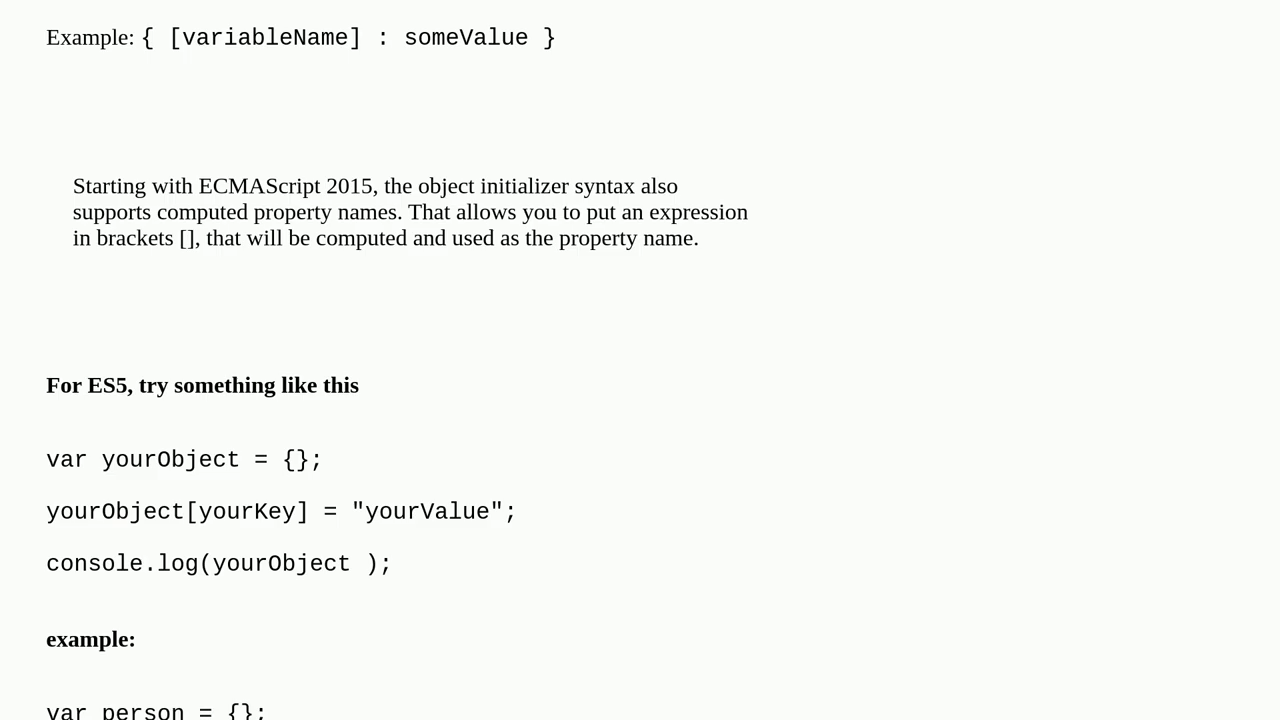 Example: { [variableName] : someValue }
Starting with ECMAScript 2015, the object initializer syntax also
supports computed property names. That allows you to put an expression
in brackets [], that will be computed and used as the property name.
For ES5, try something like this
var yourObject = {};
yourObject[yourKey] = "yourValue";
console.log(yourObject );
example:
var person = {};